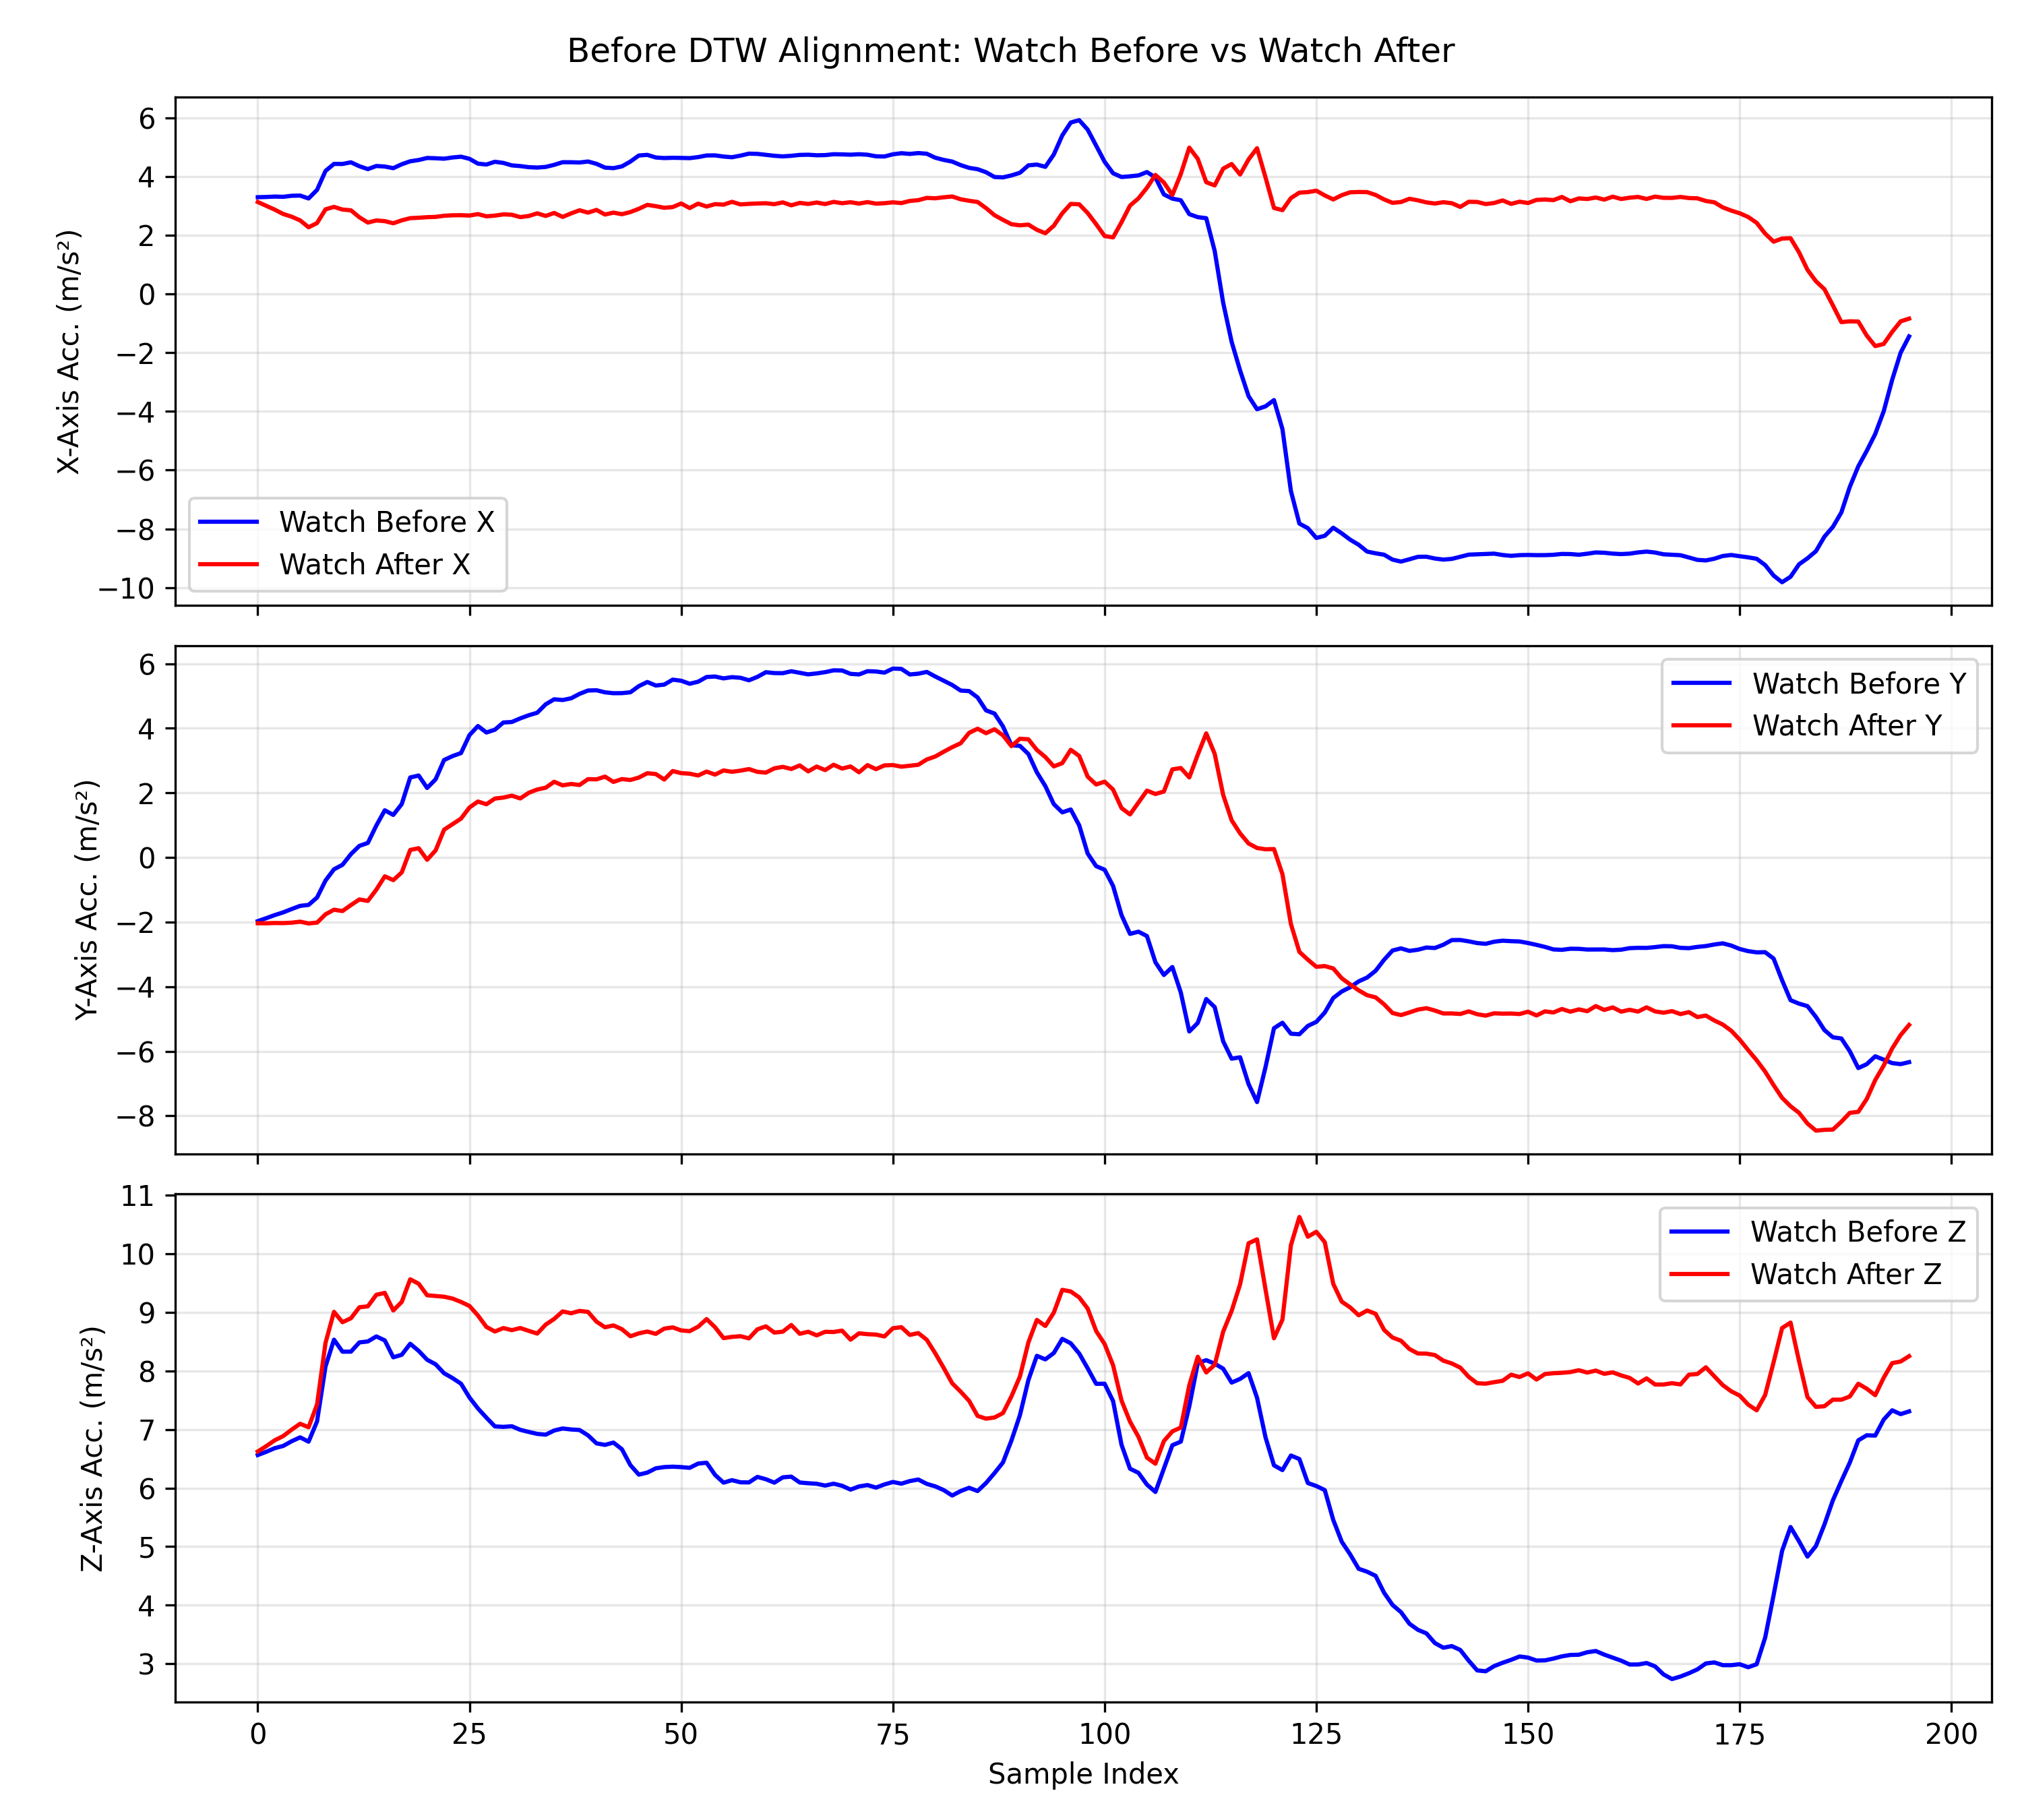 Before DTW Alignment: Watch Before vs Watch After
6
4
2
0
−2
−4
−6
−8
−10
X-Axis Acc. (m/s²)
Watch Before X
Watch After X
6
4
2
0
−2
−4
−6
−8
Y-Axis Acc. (m/s²)
Watch Before Y
Watch After Y
11
10
9
8
7
6
5
4
3
Z-Axis Acc. (m/s²)
Watch Before Z
Watch After Z
0 25 50 75 100 125 150 175 200
Sample Index